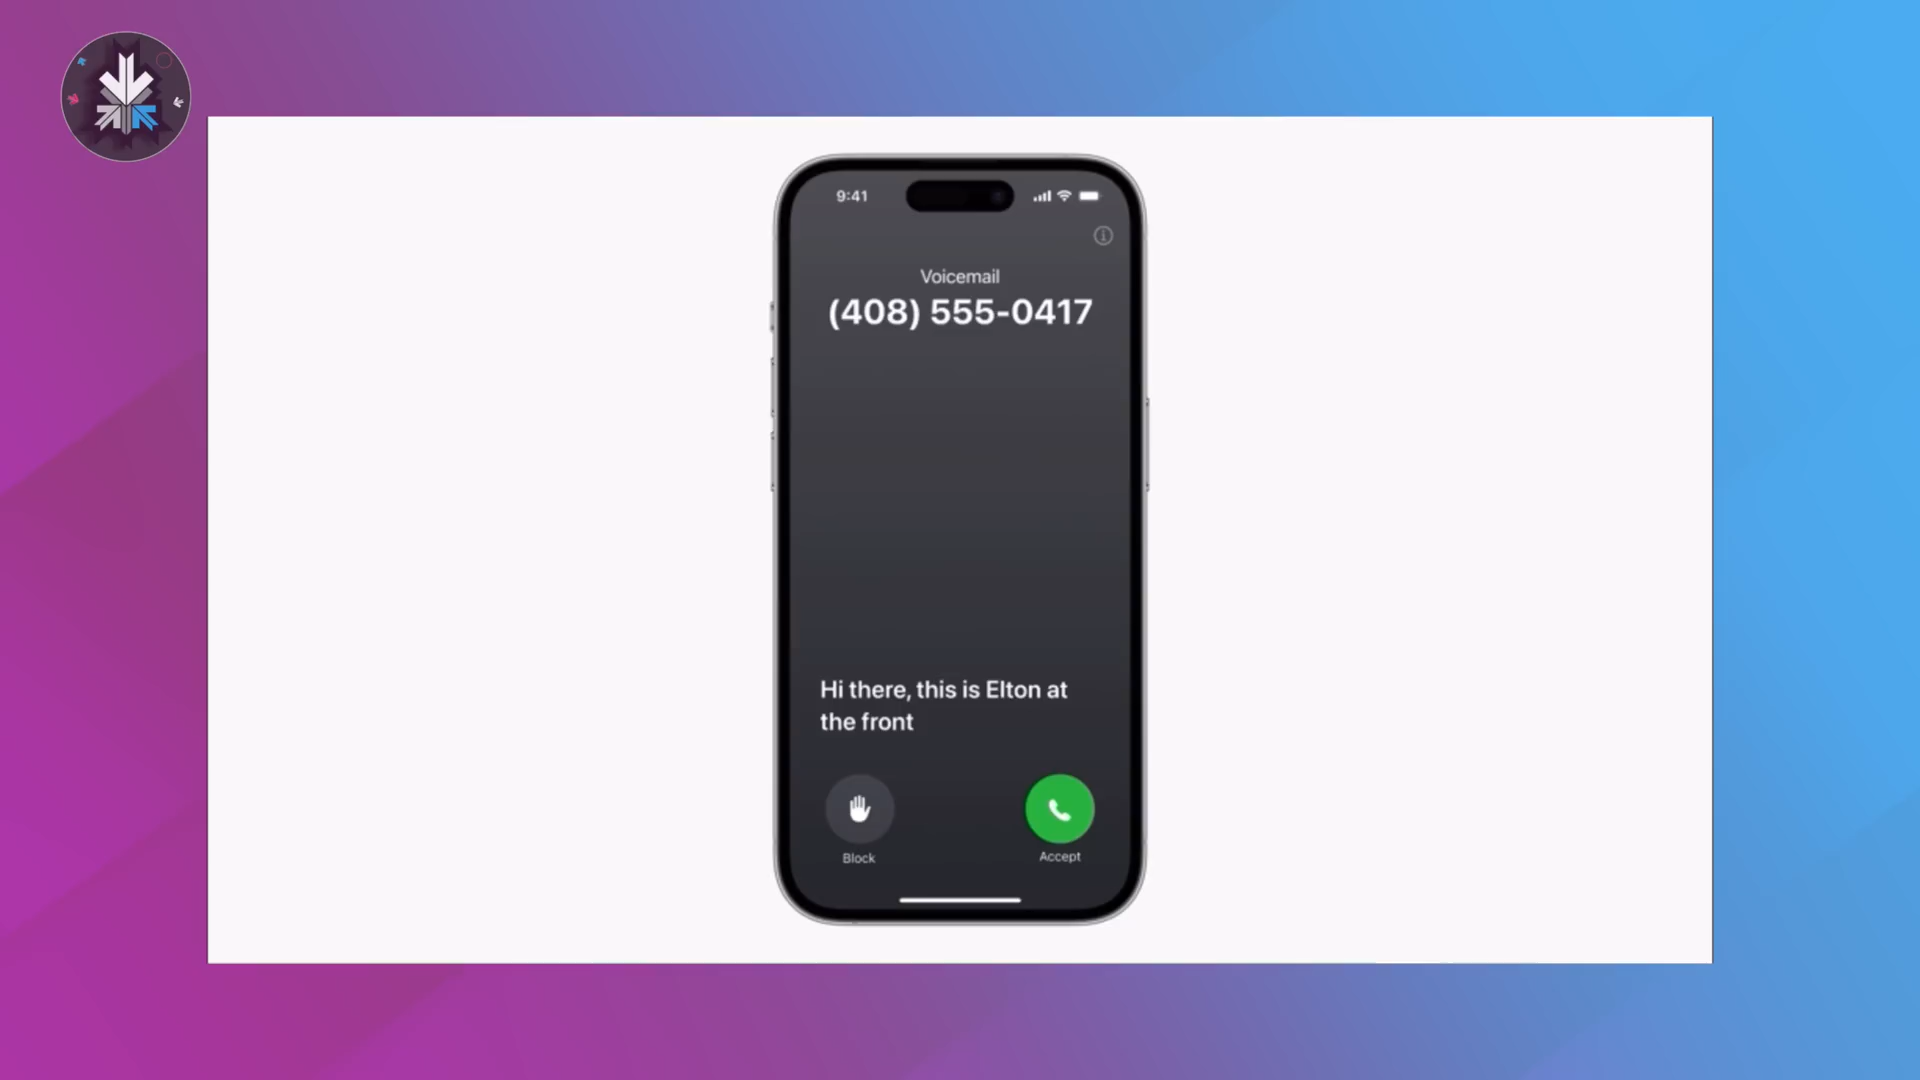 9:41
Voicemail
(408) 555-0417
Hi there, this is Elton at
the front
Block
Accept